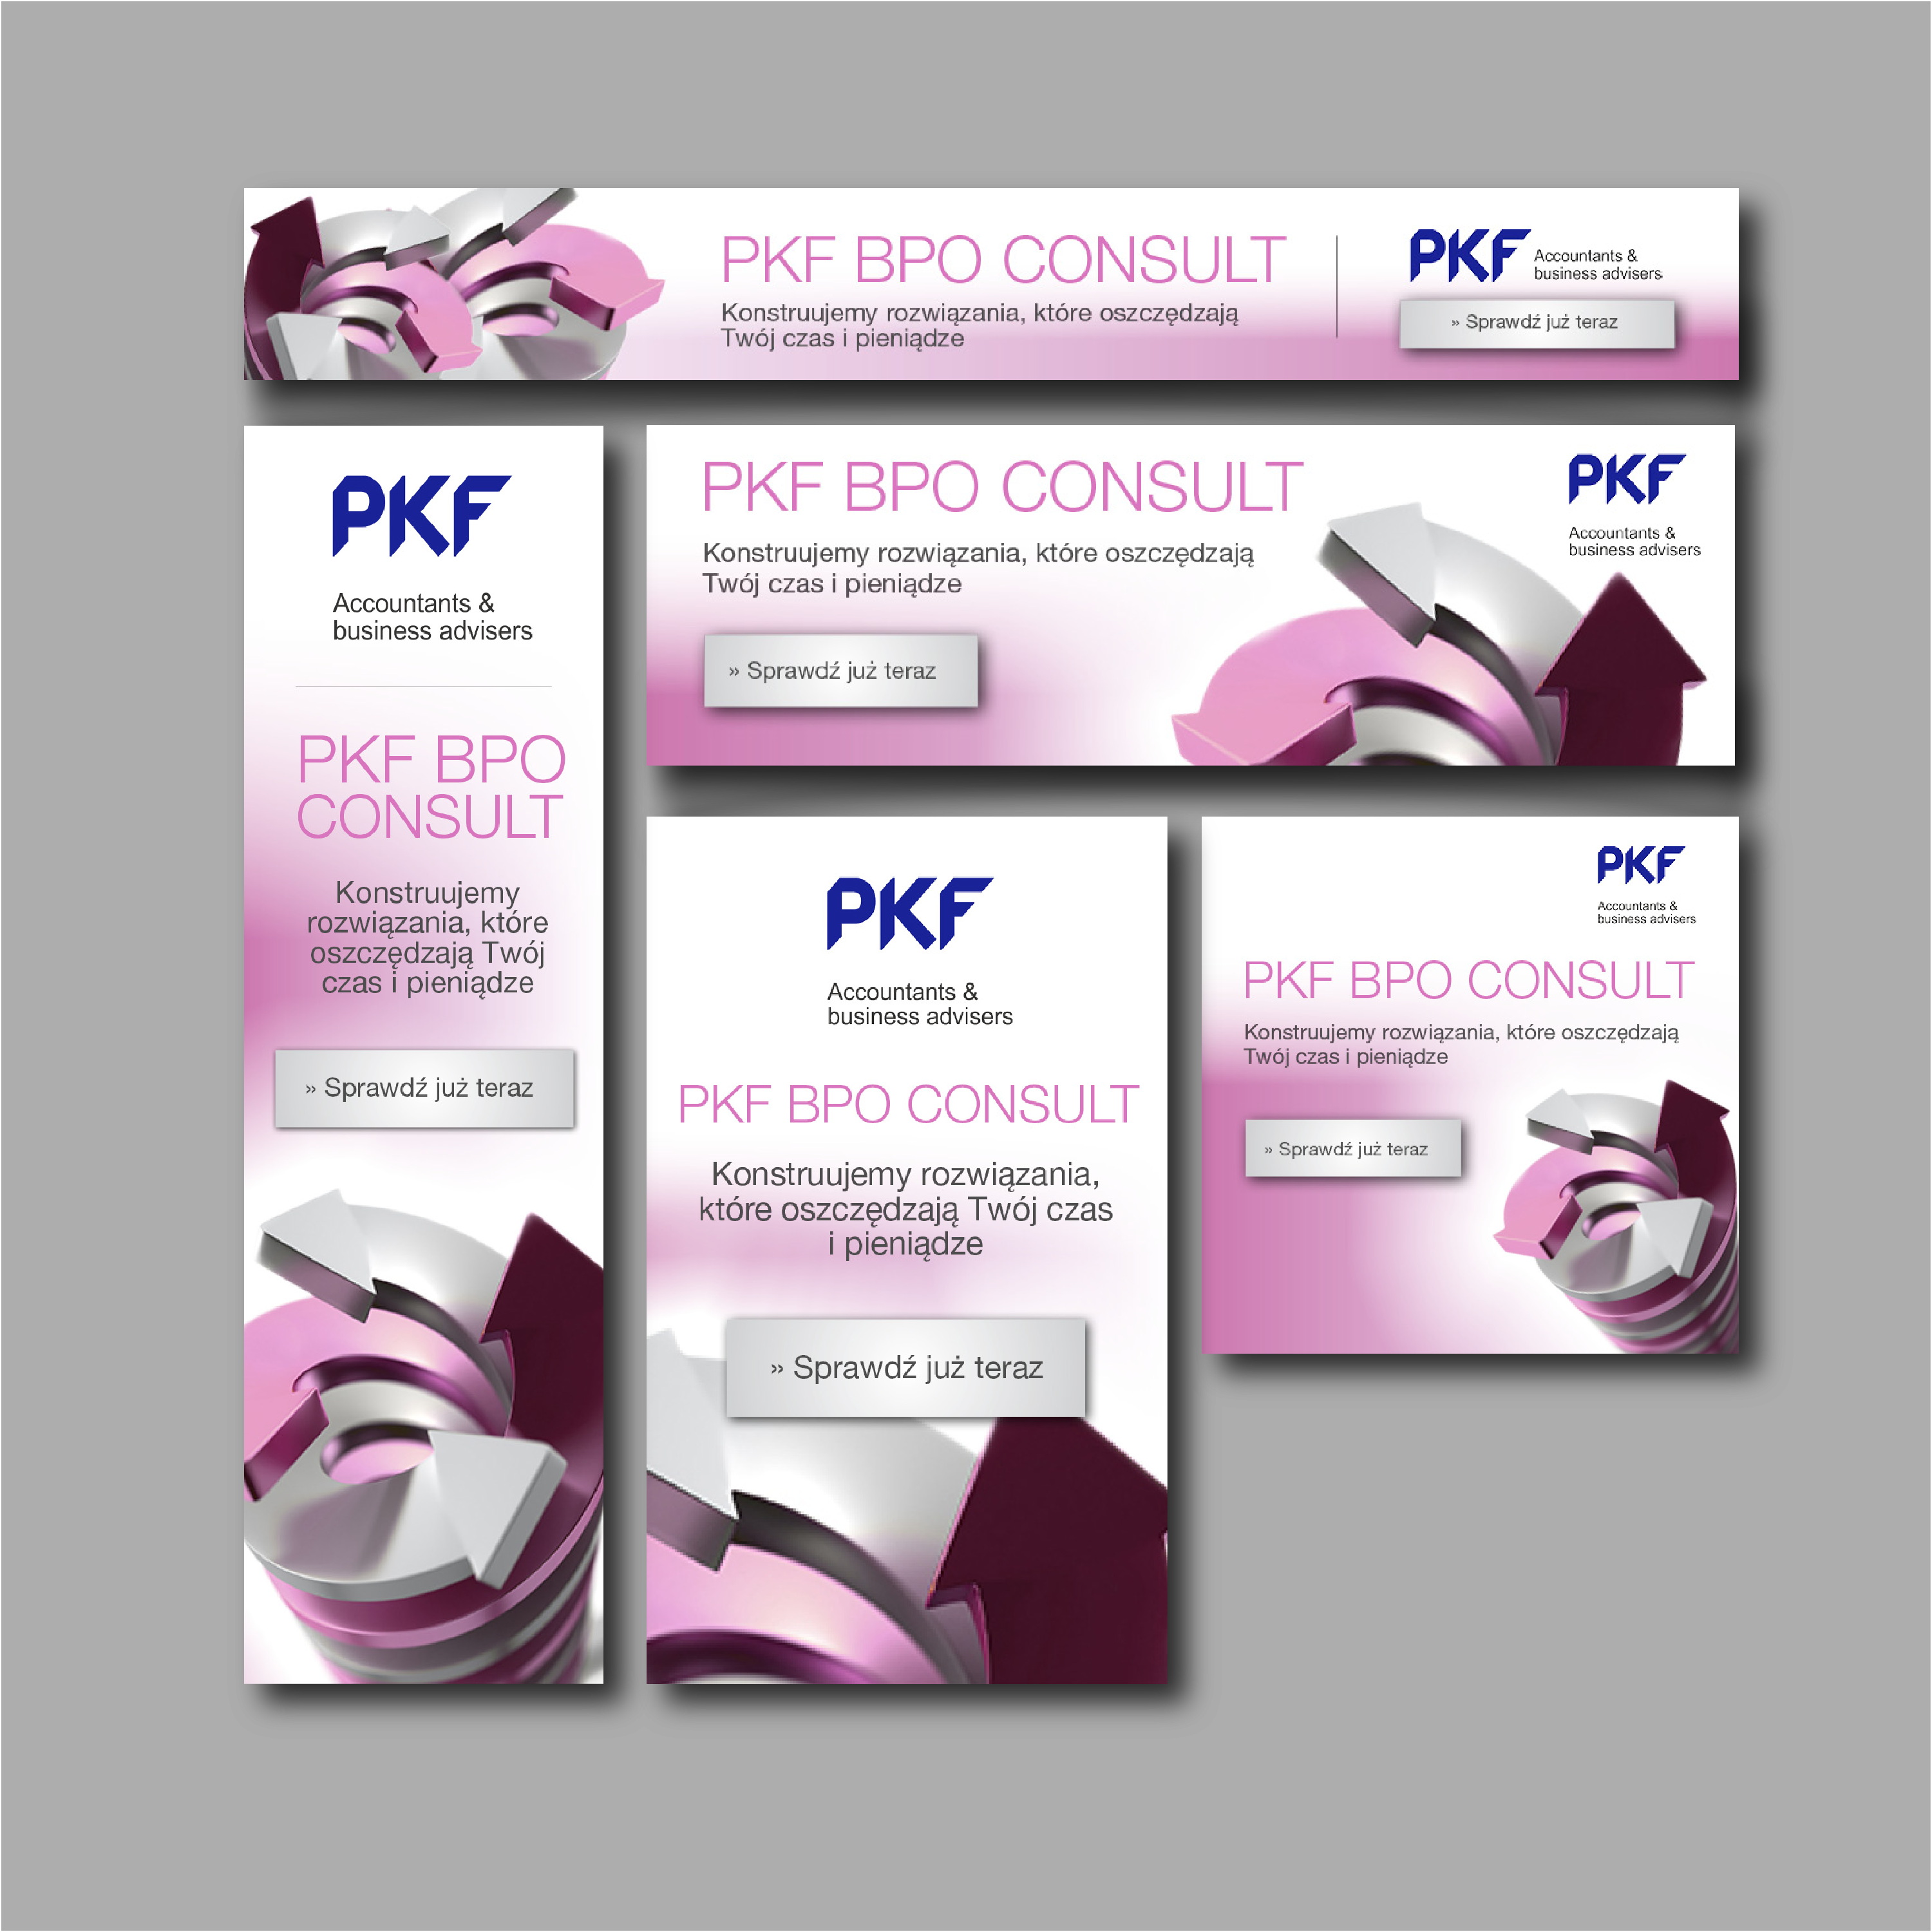 PKF BPO CONSULT
Konstruujemy rozwiązania, które oszczędzają
Twój czas i pieniądze
PKF
Accountants &
business advisers
» Sprawdź już teraz
PKF
Accountants &
business advisers
PKF BPO
CONSULT
Konstruujemy
rozwiązania, które
oszczędzają Twój
czas i pieniądze
» Sprawdź już teraz
PKF BPO CONSULT
Konstruujemy rozwiązania, które oszczędzają
Twój czas i pieniądze
» Sprawdź już teraz
PKF
Accountants &
business advisers
PKF
Accountants &
business advisers
PKF BPO CONSULT
Konstruujemy rozwiązania,
które oszczędzają Twój czas
i pieniądze
» Sprawdź już teraz
PKF
Accountants &
business advisers
PKF BPO CONSULT
Konstruujemy rozwiązania, które oszczędzają
Twój czas i pieniądze
» Sprawdź już teraz